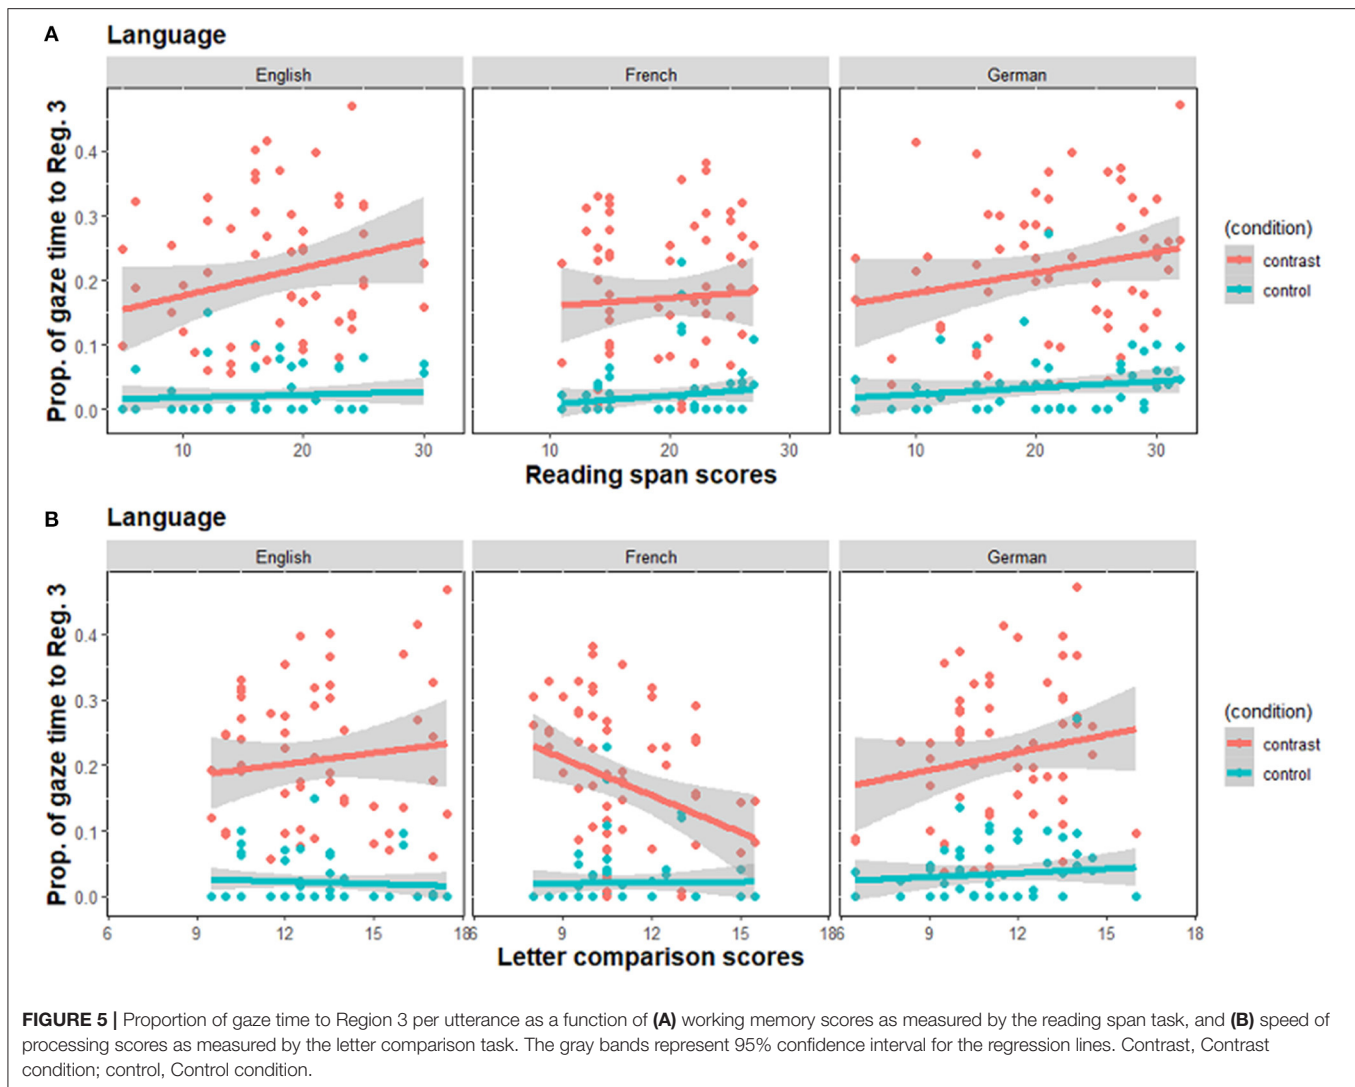 A Language
English French German
Prop. of gaze time to Reg. 3
0.4
0.3
0.2
0.1
0.0
10 20 30 10 20 30 10 20 30
Reading span scores
(condition)
contrast
control
B Language
English French German
Prop. of gaze time to Reg. 3
0.4
0.3
0.2
0.1
0.0
6 9 12 15 18 6 9 12 15 18 6 9 12 15 18
Letter comparison scores
(condition)
contrast
control
FIGURE 5 | Proportion of gaze time to Region 3 per utterance as a function of (A) working memory scores as measured by the reading span task, and (B) speed of
processing scores as measured by the letter comparison task. The gray bands represent 95% confidence interval for the regression lines. Contrast, Contrast
condition; control, Control condition.